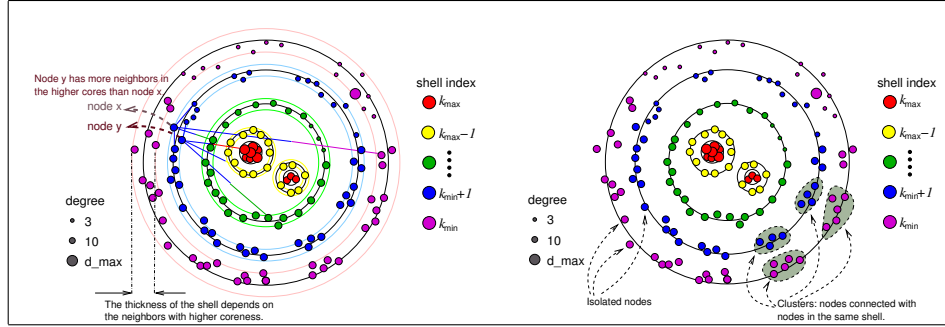 Node y has more neighbors in
the higher cores than node x.
node x
node y
degree
3
10
d_max
The thickness of the shell depends on
the neighbors with higher coreness.
shell index
k_max
k_max−1
k_min+1
k_min
degree
3
10
d_max
Isolated nodes
Clusters: nodes connected with
nodes in the same shell.
shell index
k_max
k_max−1
k_min+1
k_min